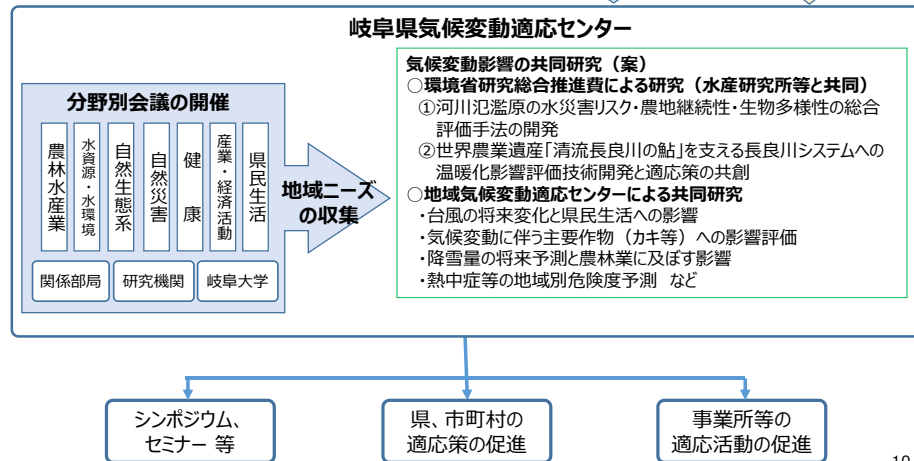 岐阜県気候変動適応センター
分野別会議の開催
農林水産業
水資源・水環境
自然生態系
自然災害
健康
産業・経済活動
県民生活
関係部局
研究機関
岐阜大学
地域ニーズ
の収集
気候変動影響の共同研究（案）
○環境省研究総合推進費による研究（水産研究所等と共同）
①河川氾濫原の水災害リスク・農地継続性・生物多様性の総合
評価手法の開発
②世界農業遺産「清流長良川の鮎」を支える長良川システムへの
温暖化影響評価技術開発と適応策の共創
○地域気候変動適応センターによる共同研究
・台風の将来変化と県民生活への影響
・気候変動に伴う主要作物（カキ等）への影響評価
・降雪量の将来予測と農林業に及ぼす影響
・熱中症等の地域別危険度予測 など
シンポジウム、
セミナー 等
県、市町村の
適応策の促進
事業所等の
適応活動の促進